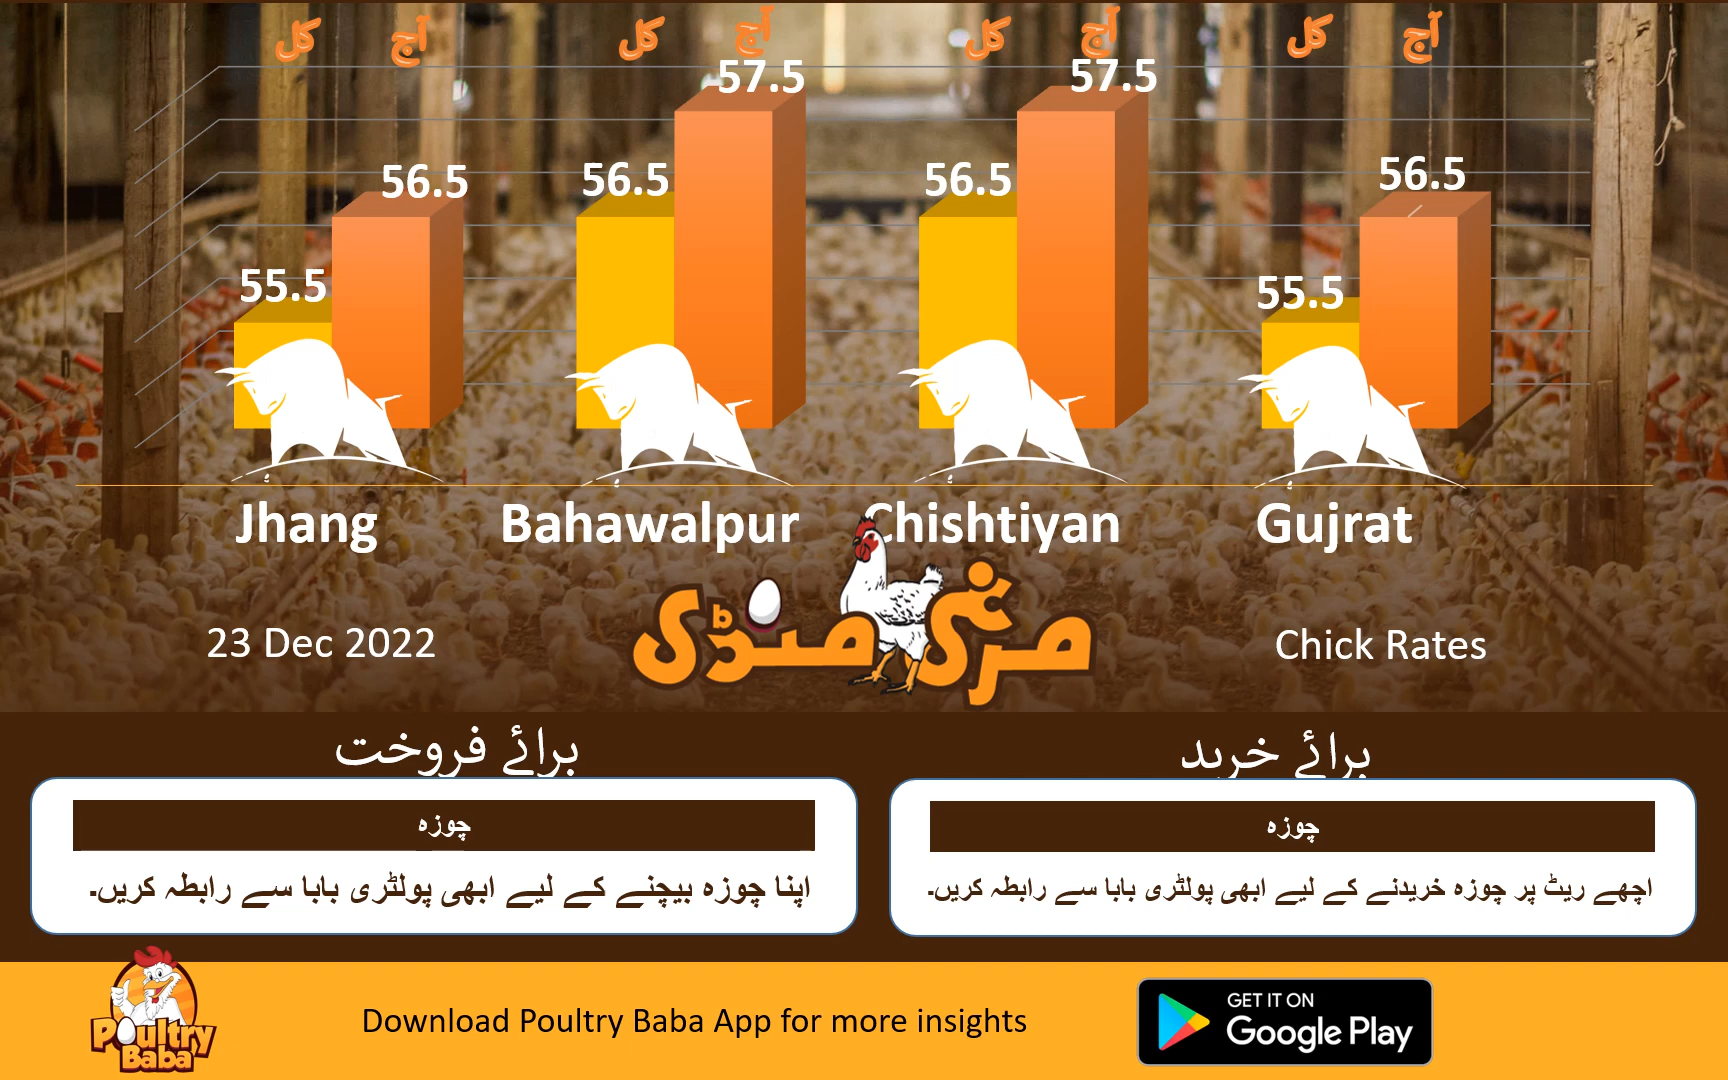 کل آج کل آج کل آج کل آج
55.5 56.5 56.5 57.5 56.5 57.5 55.5 56.5
Jhang Bahawalpur Chishtiyan Gujrat
مرغی منڈی
23 Dec 2022
Chick Rates
برائے فروخت
چوزہ
اپنا چوزہ بیچنے کے لیے ابھی پولٹری بابا سے رابطہ کریں۔
برائے خرید
چوزہ
اچھے ریٹ پر چوزہ خریدنے کے لیے ابھی پولٹری بابا سے رابطہ کریں۔
Poultry
Baba
Download Poultry Baba App for more insights
GET IT ON
Google Play